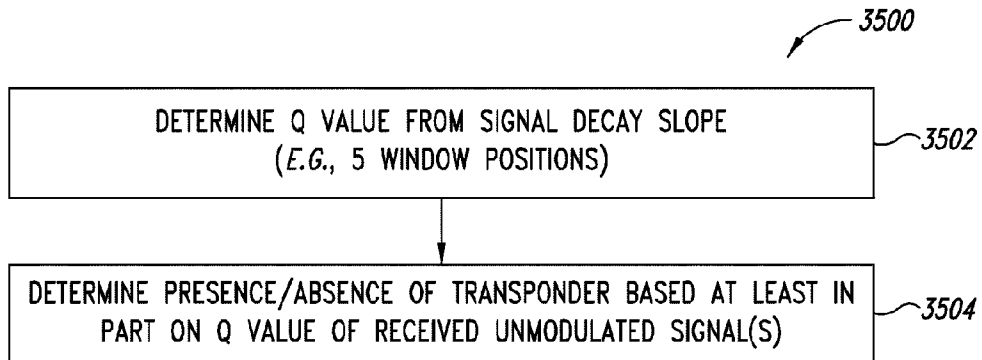 3500
DETERMINE Q VALUE FROM SIGNAL DECAY SLOPE
(E.G., 5 WINDOW POSITIONS)
3502
DETERMINE PRESENCE/ABSENCE OF TRANSPONDER BASED AT LEAST IN
PART ON Q VALUE OF RECEIVED UNMODULATED SIGNAL(S)
3504